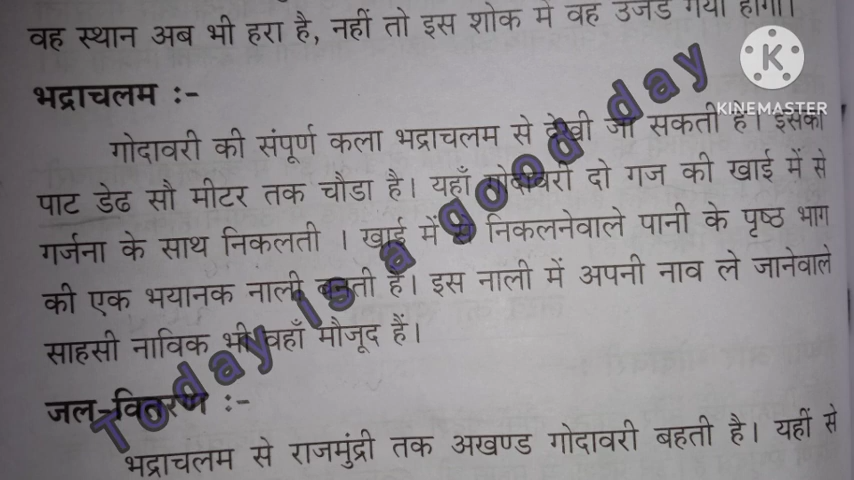 वह स्थान अब भी हरा है, नहीं तो इस शोक में वह उजड गया होगा।
KINEMASTER
भद्राचलम :-
गोदावरी की संपूर्ण कला भद्राचलम से देखी जा सकती है। इसका
पाट डेढ सौ मीटर तक चौडा है। यहाँ गोदावरी दो गज की खाई में से
गर्जना के साथ निकलती । खाई में से निकलनेवाले पानी के पृष्ठ भाग
की एक भयानक नाली बनती है। इस नाली में अपनी नाव ले जानेवाले
साहसी नाविक भी वहाँ मौजूद हैं।
जल-वितरण :-
भद्राचलम से राजमुंद्री तक अखण्ड गोदावरी बहती है। यहीं से
Today is a good day